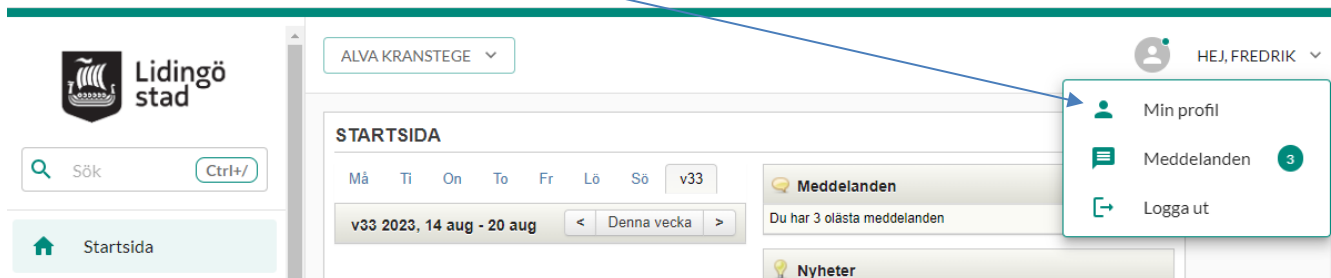 Lidingö
stad
Sök
Ctrl+/
Startsida
ALVA KRANSTEGE
HEJ, FREDRIK
Min profil
Meddelanden 3
Logga ut
STARTSIDA
Må Ti On To Fr Lö Sö v33
v33 2023, 14 aug - 20 aug < Denna vecka >
Meddelanden
Du har 3 olästa meddelanden
Nyheter